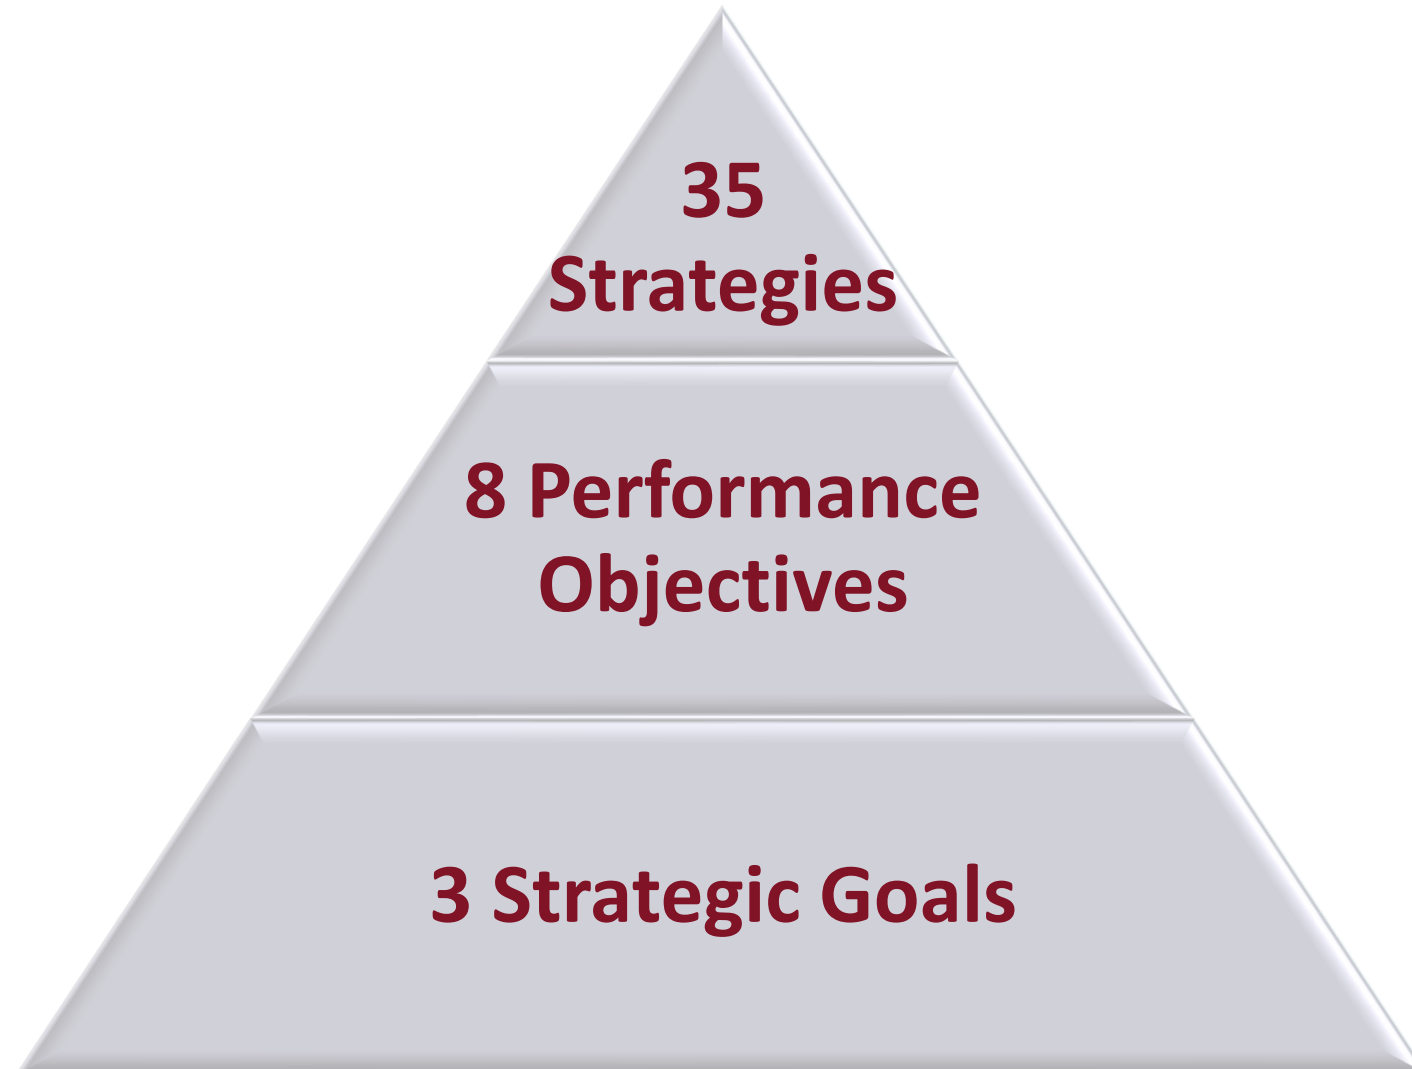 35
Strategies
8 Performance
Objectives
3 Strategic Goals